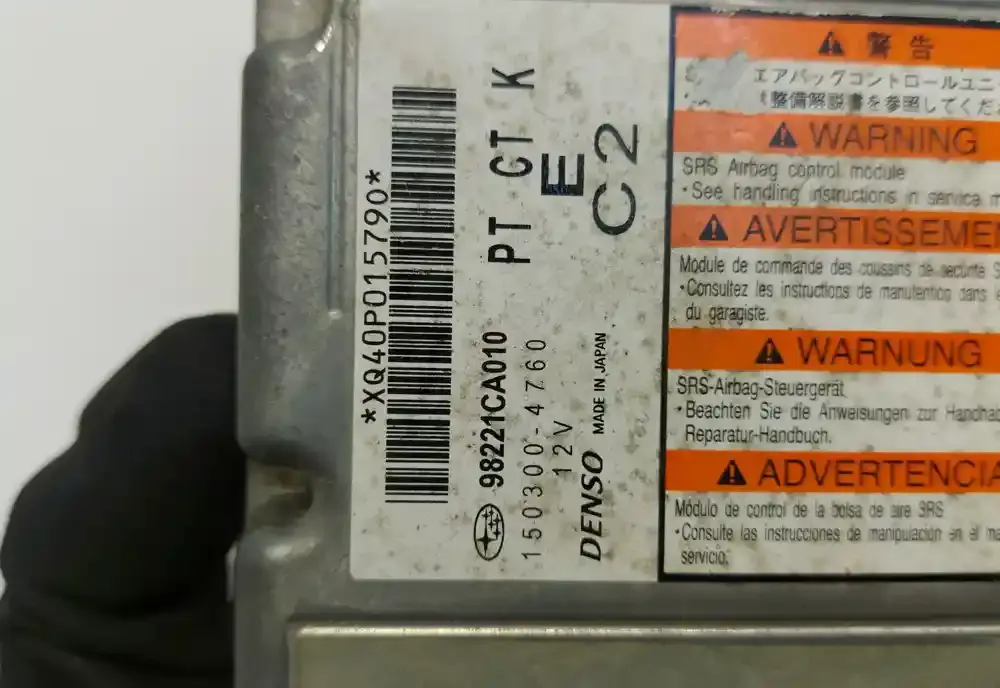 *XQ40P015790*
98221CA010
PT CT K
150300-4760
E
12V
C2
DENSO
MADE IN JAPAN
警告
エアバッグコントロールユニ
整備解説書を参照してくだ
WARNING
SRS Airbag control module
・See handling instructions in service m
AVERTISSEMEN
Module de commande des coussins de sécurité S
・Consultez les instructions de manutention dans
du garagiste.
WARNUNG
SRS-Airbag-Steuergerät
・Beachten Sie die Anweisungen zur Handha
Reparatur-Handbuch.
ADVERTENCIA
Módulo de control de la bolsa de aire SRS
・Consulte las instrucciones de manipulación en el ma
servicio.